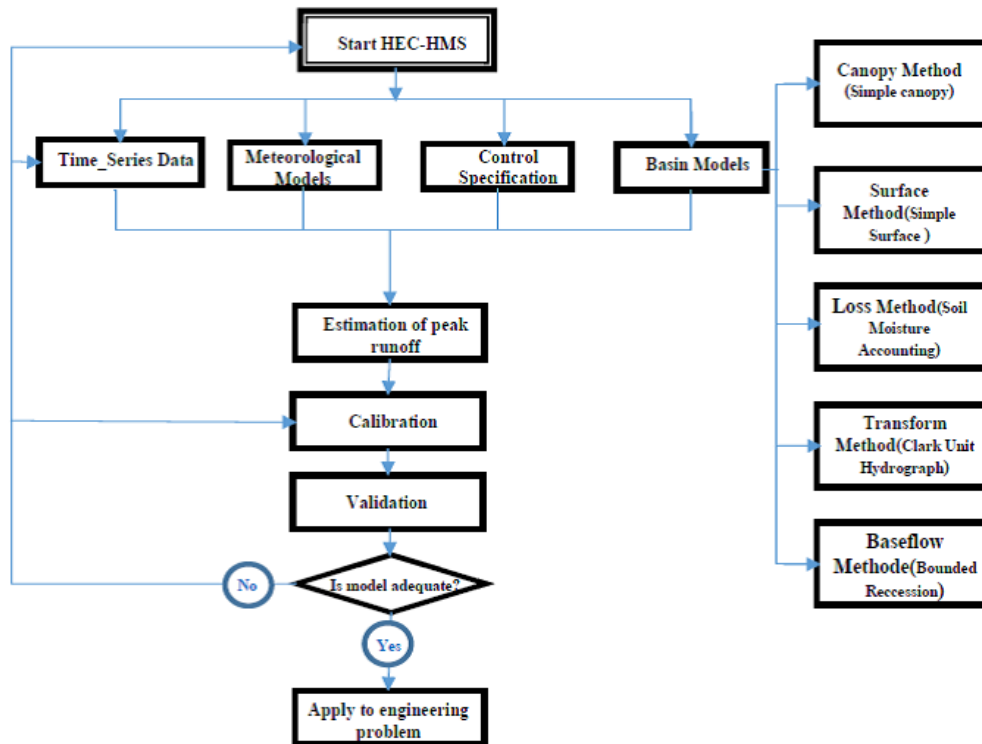 Start HEC-HMS
Time_Series Data
Meteorological
Models
Control
Specification
Basin Models
Canopy Method
(Simple canopy)
Surface
Method(Simple
Surface )
Loss Method(Soil
Moisture
Accounting)
Transform
Method(Clark Unit
Hydrograph)
Baseflow
Methode(Bounded
Reccession)
Estimation of peak
runoff
Calibration
Validation
Is model adequate?
No
Yes
Apply to engineering
problem